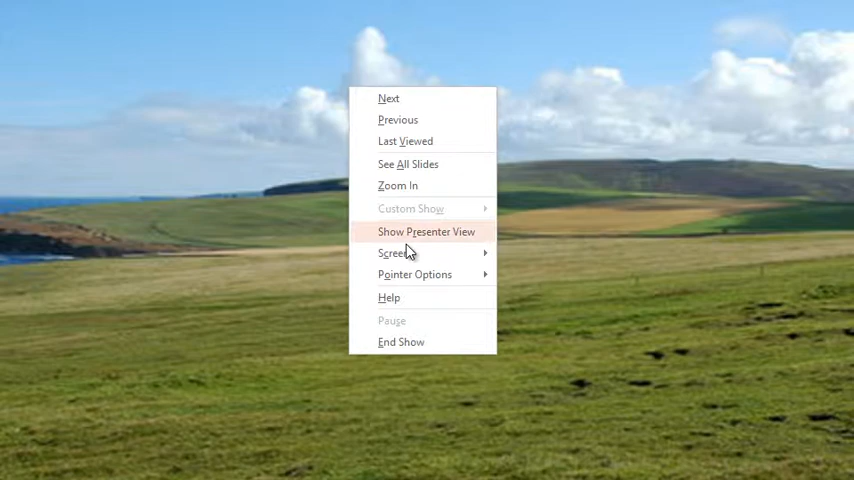 Next
Previous
Last Viewed
See All Slides
Zoom In
Custom Show
Show Presenter View
Screen
Pointer Options
Help
Pause
End Show